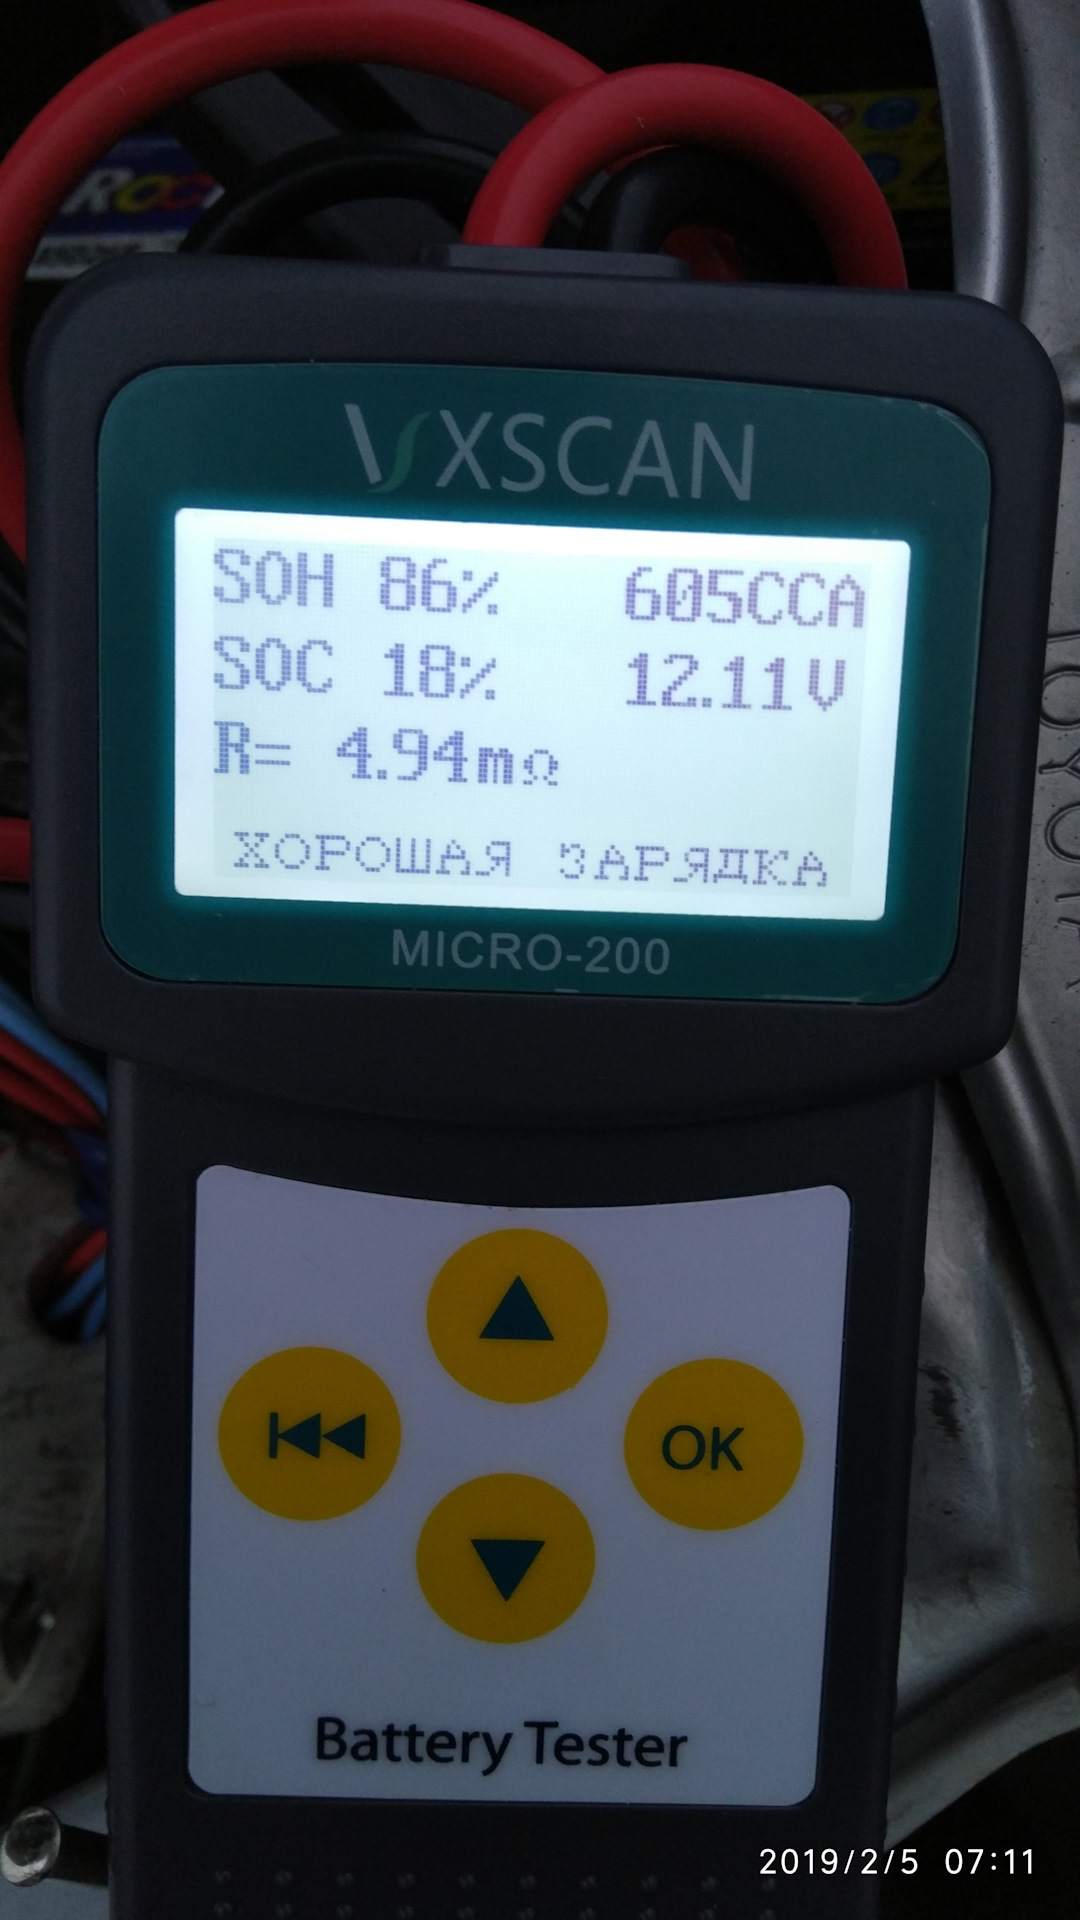 VXSCAN
SOH 86% 605CCA
SOC 18% 12.11V
R= 4.94mΩ
ХОРОШАЯ ЗАРЯДКА
MICRO-200
TOYOTA
OK
Battery Tester
2019/2/5 07:11